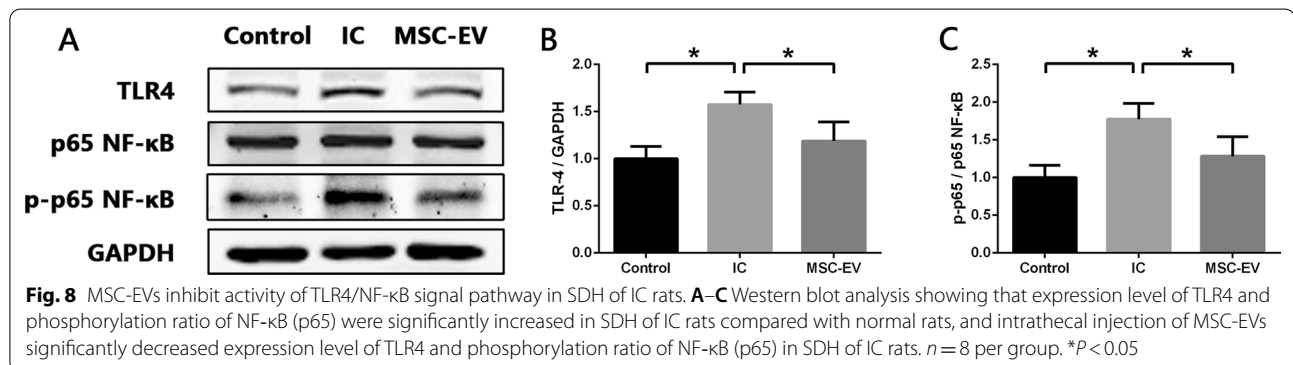 A
Control IC MSC-EV
TLR4
p65 NF-κB
p-p65 NF-κB
GAPDH
B
TLR-4 / GAPDH
2.0
1.5
1.0
0.5
0.0
* *
Control IC MSC-EV
C
p-p65 / p65 NF-κB
2.5
2.0
1.5
1.0
0.5
0.0
* *
Control IC MSC-EV
Fig. 8 MSC-EVs inhibit activity of TLR4/NF-κB signal pathway in SDH of IC rats. A–C Western blot analysis showing that expression level of TLR4 and
phosphorylation ratio of NF-κB (p65) were significantly increased in SDH of IC rats compared with normal rats, and intrathecal injection of MSC-EVs
significantly decreased expression level of TLR4 and phosphorylation ratio of NF-κB (p65) in SDH of IC rats. n = 8 per group. *P < 0.05